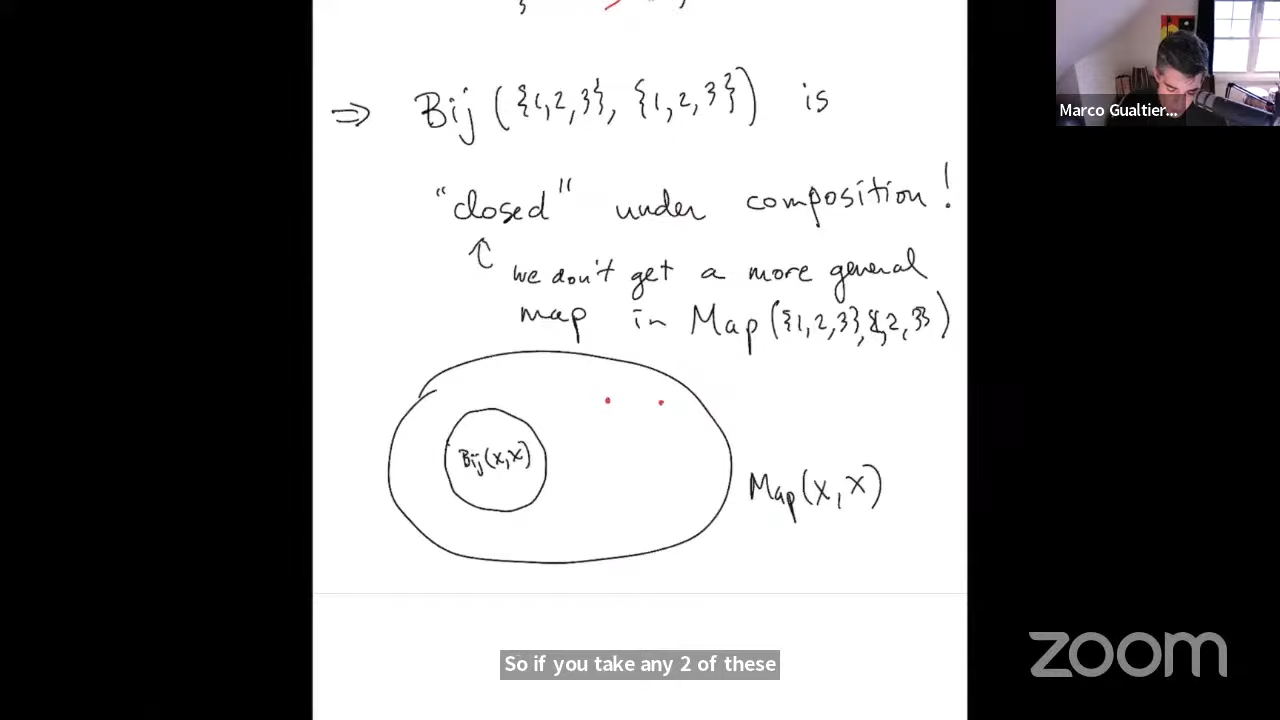 ⇒ Bij ({1,2,3}, {1,2,3}) is
"closed" under composition!
↑ we don't get a more general
map in Map({1,2,3},{1,2,3})
Bij(x,x)
Map(x,x)
So if you take any 2 of these
Marco Gualtier...
zoom